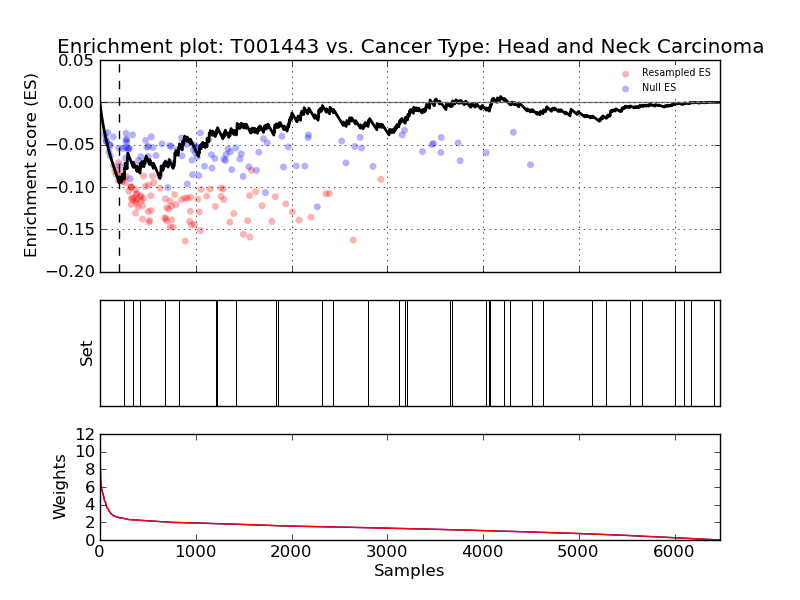 Enrichment plot: T001443 vs. Cancer Type: Head and Neck Carcinoma
Enrichment score (ES)
0.05
0.00
−0.05
−0.10
−0.15
−0.20
Resampled ES
Null ES
Set
Weights
12
10
8
6
4
2
0
0 1000 2000 3000 4000 5000 6000
Samples